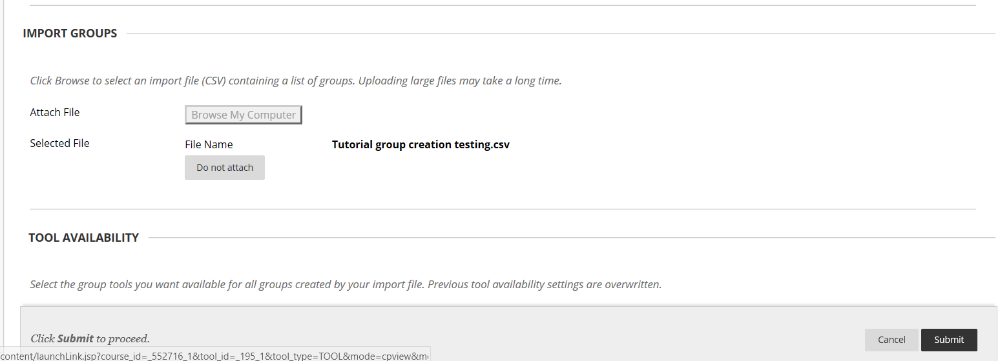 IMPORT GROUPS
Click Browse to select an import file (CSV) containing a list of groups. Uploading large files may take a long time.
Attach File Browse My Computer
Selected File File Name Tutorial group creation testing.csv
Do not attach
TOOL AVAILABILITY
Select the group tools you want available for all groups created by your import file. Previous tool availability settings are overwritten.
Click Submit to proceed. Cancel Submit
content/launchLink.jsp?course_id=_552716_1&tool_id=_195_1&tool_type=TOOL&mode=cpview&